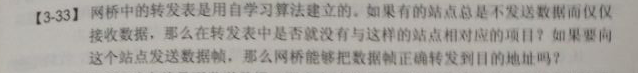 【3-33】 网桥中的转发表是用自学习算法建立的。如果有的站点总是不发送数据而仅仅
接收数据，那么在转发表中是否就没有与这样的站点相对应的项目？如果要向
这个站点发送数据帧，那么网桥能够把数据帧正确转发到目的地址吗？